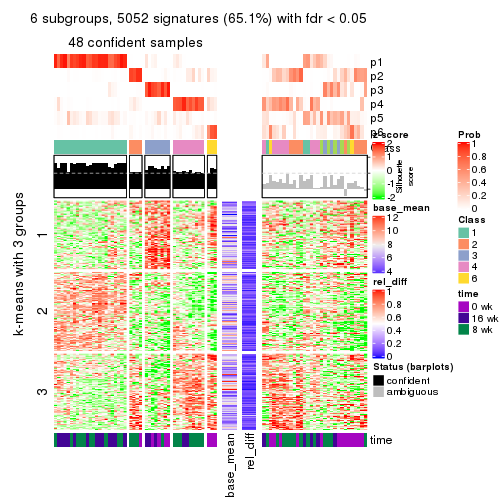 6 subgroups, 5052 signatures (65.1%) with fdr < 0.05
48 confident samples
p1
p2
p3
p4
p5
p6
Class
Silhouette
score
k-means with 3 groups
1
2
3
base_mean
rel_diff
time
z-score
2
1
0
-1
-2
base_mean
12
10
8
6
4
rel_diff
1
0.8
0.6
0.4
0.2
0
Status (barplots)
confident
ambiguous
Prob
1
0.8
0.6
0.4
0.2
0
Class
1
2
3
4
6
time
0 wk
16 wk
8 wk